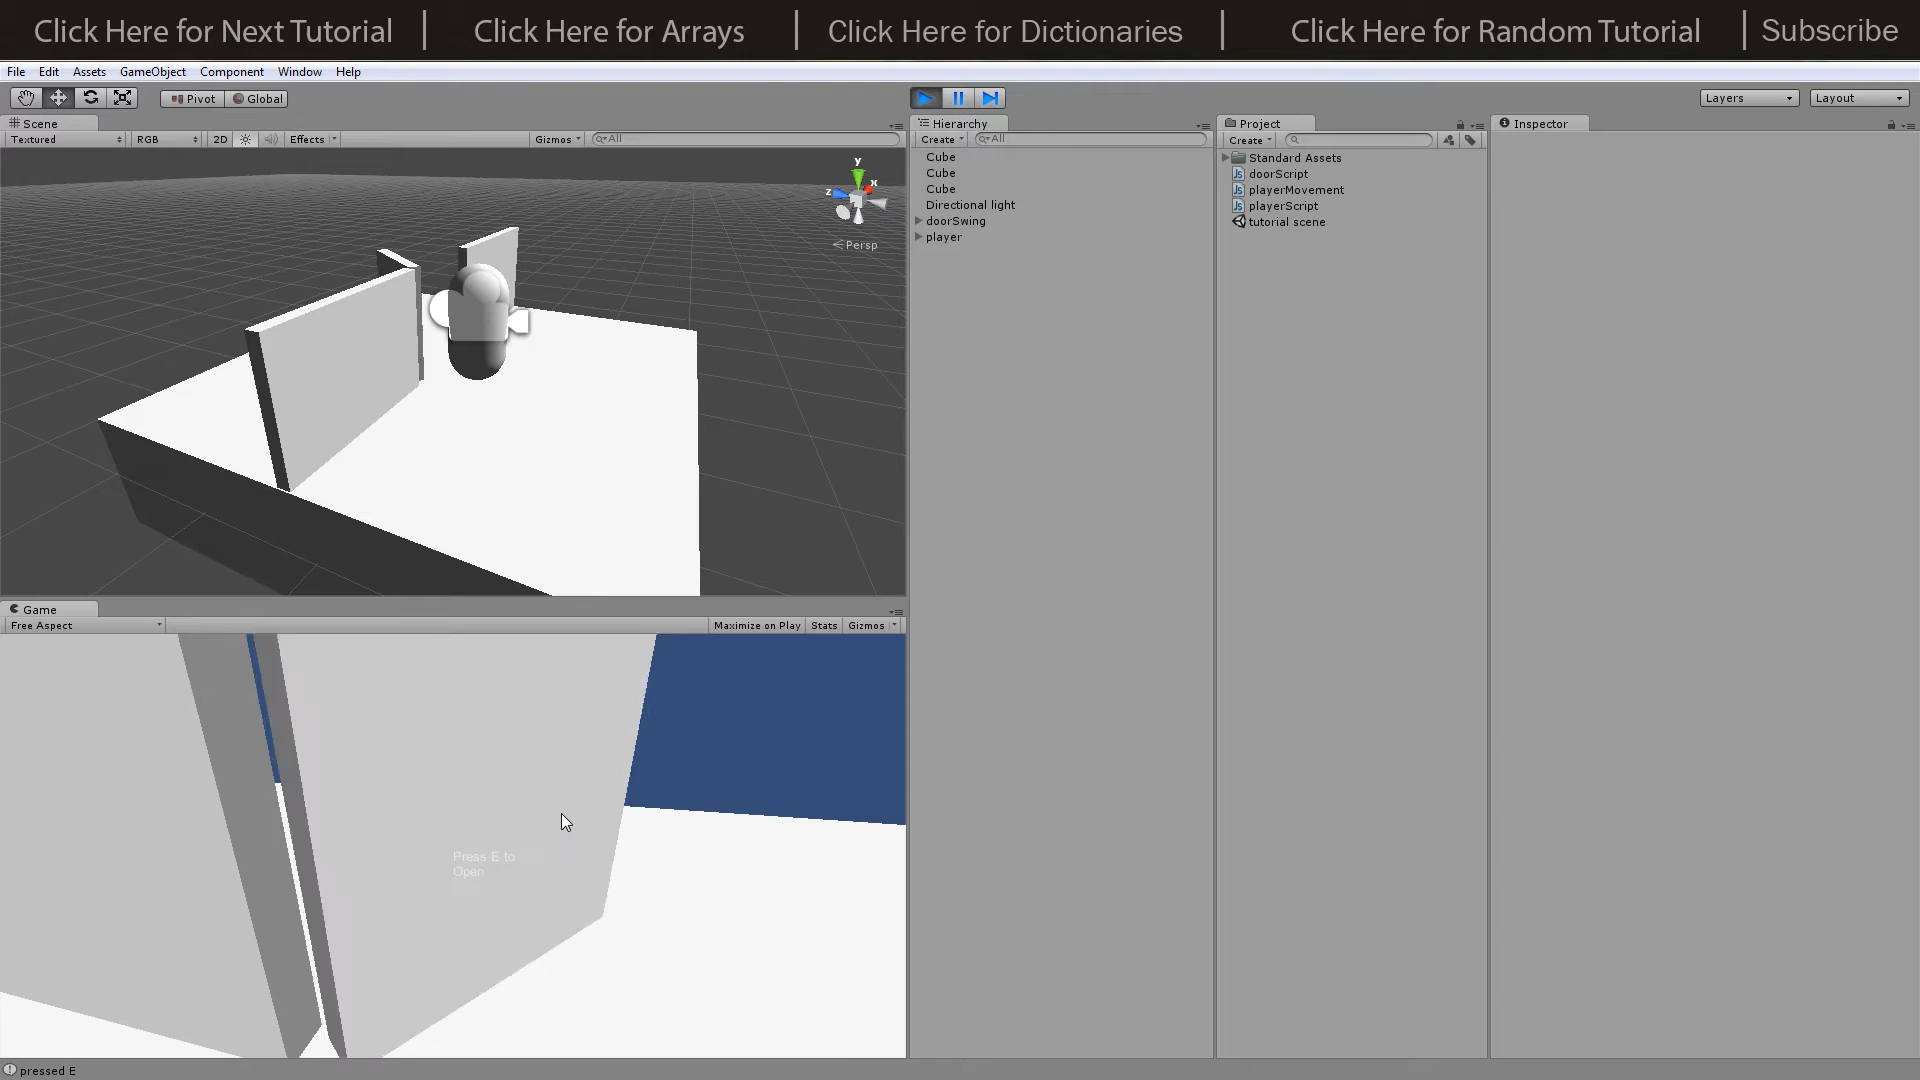 Click Here for Next Tutorial | Click Here for Arrays | Click Here for Dictionaries | Click Here for Random Tutorial | Subscribe
File Edit Assets GameObject Component Window Help
Pivot Global Layers Layout
Scene
Textured RGB 2D Effects Gizmos All
y
x
z
Persp
Game
Free Aspect Maximize on Play Stats Gizmos
Press E to
Open
Hierarchy
Create All
Cube
Cube
Cube
Directional light
doorSwing
player
Project
Create
Standard Assets
doorScript
playerMovement
playerScript
tutorial scene
Inspector
pressed E